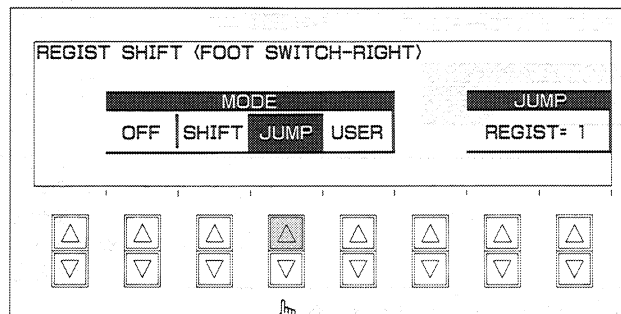 REGIST SHIFT (FOOT SWITCH-RIGHT)
MODE
JUMP
OFF SHIFT JUMP USER
REGIST= 1